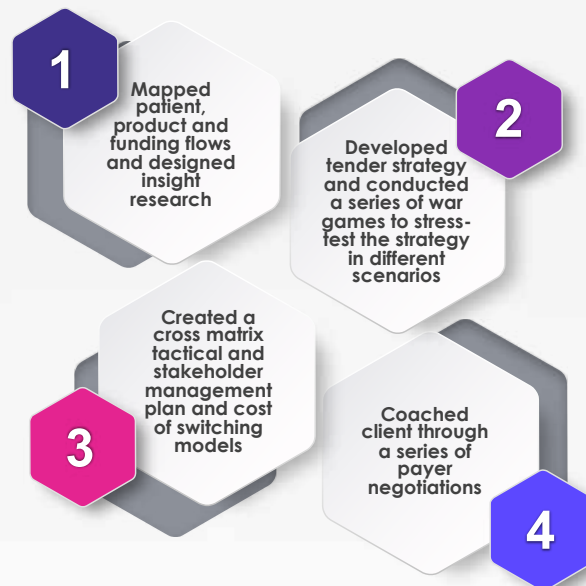 1
Mapped
patient,
product and
funding flows
and designed
insight
research
2
Developed
tender strategy
and conducted
a series of war
games to stress-
test the strategy
in different
scenarios
3
Created a
cross matrix
tactical and
stakeholder
management
plan and cost
of switching
models
4
Coached
client through
a series of
payer
negotiations